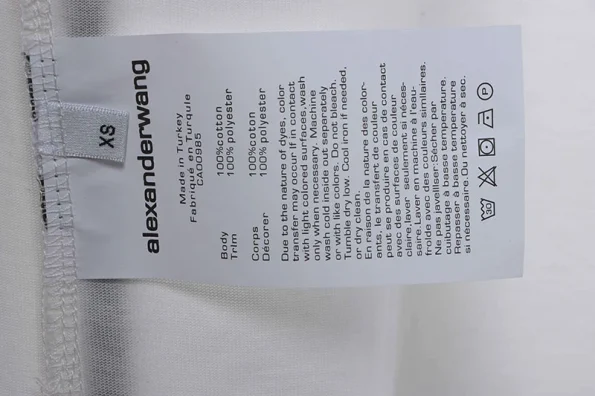 XS
alexanderwang
Made in Turkey
Fabriqué en Turquie
CA00985
Body 100%cotton
Trim 100% polyester
Corps 100%coton
Décorer 100% polyester
Due to the nature of dyes, color
transfer may occur if in contact
with light colored surfaces,wash
only when necessary. Machine
wash cold inside out separately
or with like colors. Do not bleach.
Tumble dry low. Cool iron if needed,
or dry clean.
En raison de la nature des color-
ants, le transfert de couleur
peut se produire en cas de contact
avec des surfaces de couleur
claire,laver seulement si néces-
saire.Laver en machine à l'eau-
froide avec des couleurs similaires.
Ne pas javelliser:Sécher par
culbutage à basse température.
Repasser à basse température
si nécessaire.Ou nettoyer à sec.
30
P